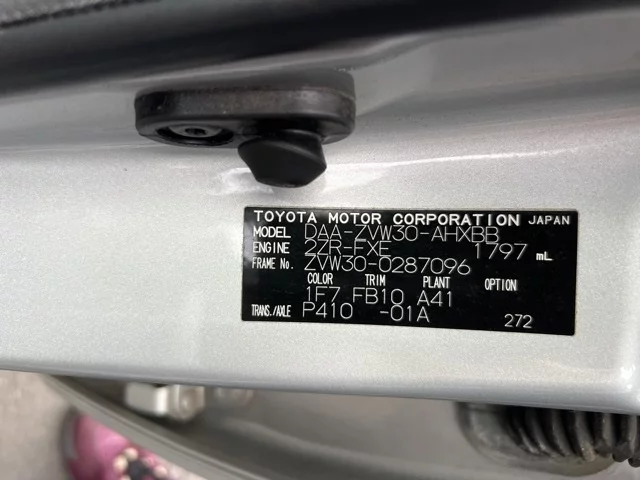 TOYOTA MOTOR CORPORATION JAPAN
MODEL DAA-ZVW30-AHXBB
ENGINE 2ZR-FXE 1797 mL
FRAME No. ZVW30-0287096
COLOR TRIM PLANT OPTION
1F7 FB10 A41
TRANS./AXLE P410 -01A 272